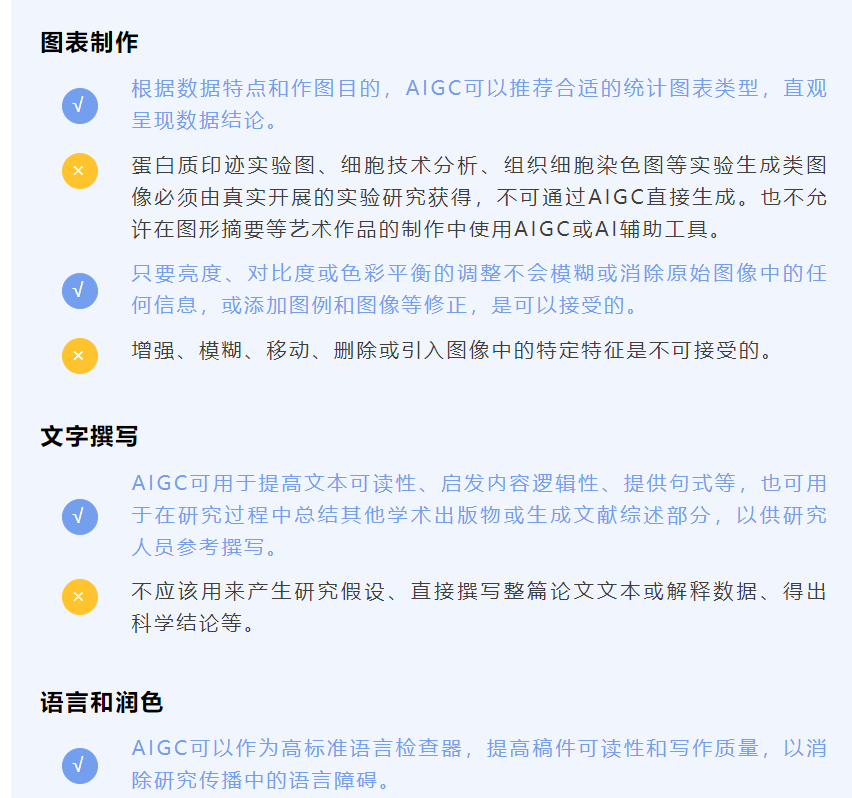 图表制作
√
根据数据特点和作图目的，AIGC可以推荐合适的统计图表类型，直观
呈现数据结论。
×
蛋白质印迹实验图、细胞技术分析、组织细胞染色图等实验生成类图
像必须由真实开展的实验研究获得，不可通过AIGC直接生成。也不允
许在图形摘要等艺术作品的制作中使用AIGC或AI辅助工具。
√
只要亮度、对比度或色彩平衡的调整不会模糊或消除原始图像中的任
何信息，或添加图例和图像等修正，是可以接受的。
×
增强、模糊、移动、删除或引入图像中的特定特征是不可接受的。
文字撰写
√
AIGC可用于提高文本可读性、启发内容逻辑性、提供句式等，也可用
于在研究过程中总结其他学术出版物或生成文献综述部分，以供研究
人员参考撰写。
×
不应该用来产生研究假设、直接撰写整篇论文文本或解释数据、得出
科学结论等。
语言和润色
√
AIGC可以作为高标准语言检查器，提高稿件可读性和写作质量，以消
除研究传播中的语言障碍。